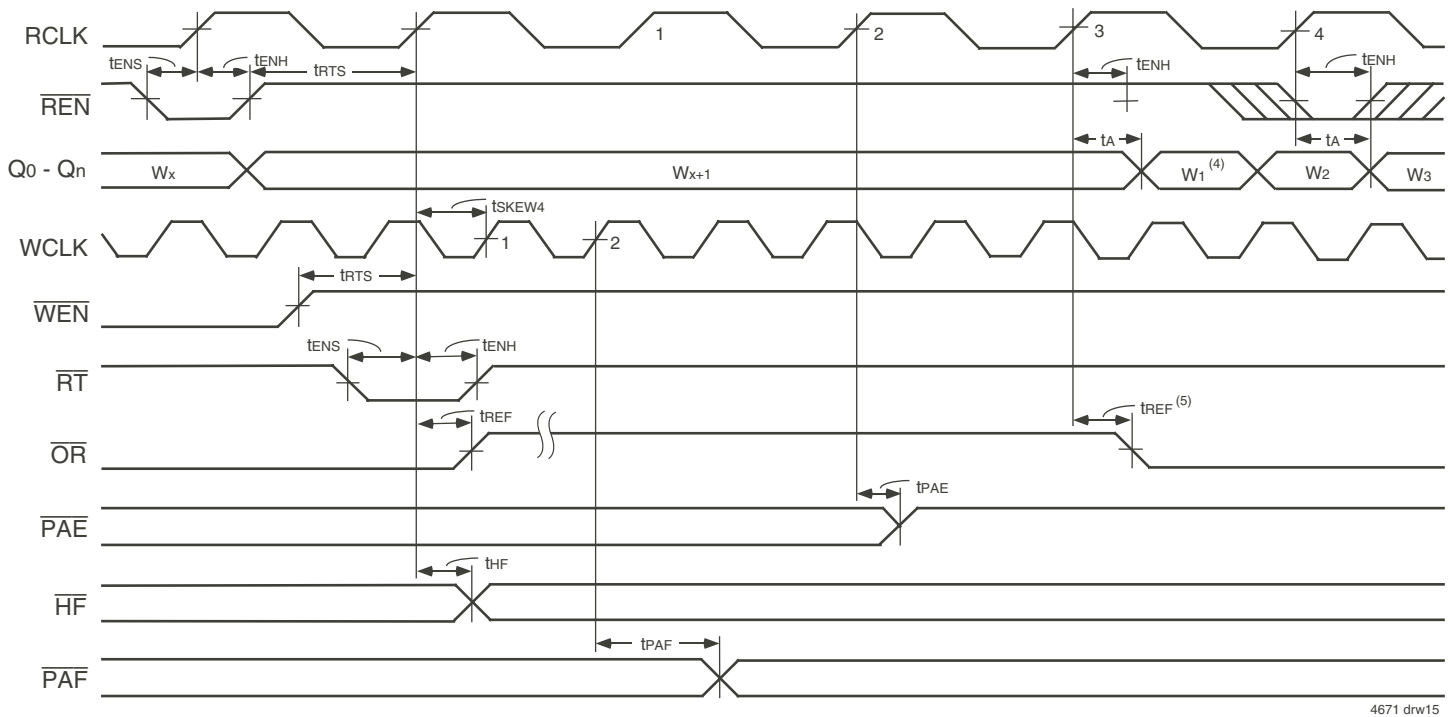 RCLK 1 2 3 4
tENS tENH tRTS tENH tENH
REN
tA tA
Q0 - Qn Wx Wx+1 W1 (4) W2 W3
tSKEW4
WCLK 1 2
tRTS
WEN
tENS tENH
RT
tREF tREF (5)
OR
tPAE
PAE
tHF
HF
tPAF
PAF
4671 drw15